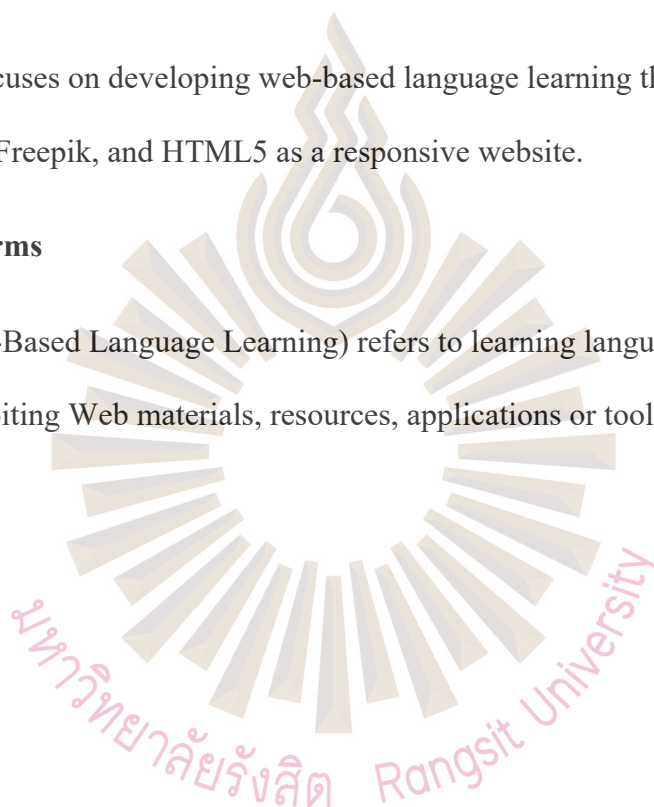 cuses on developing web-based language learning th
Freepik, and HTML5 as a responsive website.
rms
-Based Language Learning) refers to learning langu
iting Web materials, resources, applications or tool
มหาวิทยาลัยรังสิต Rangsit University